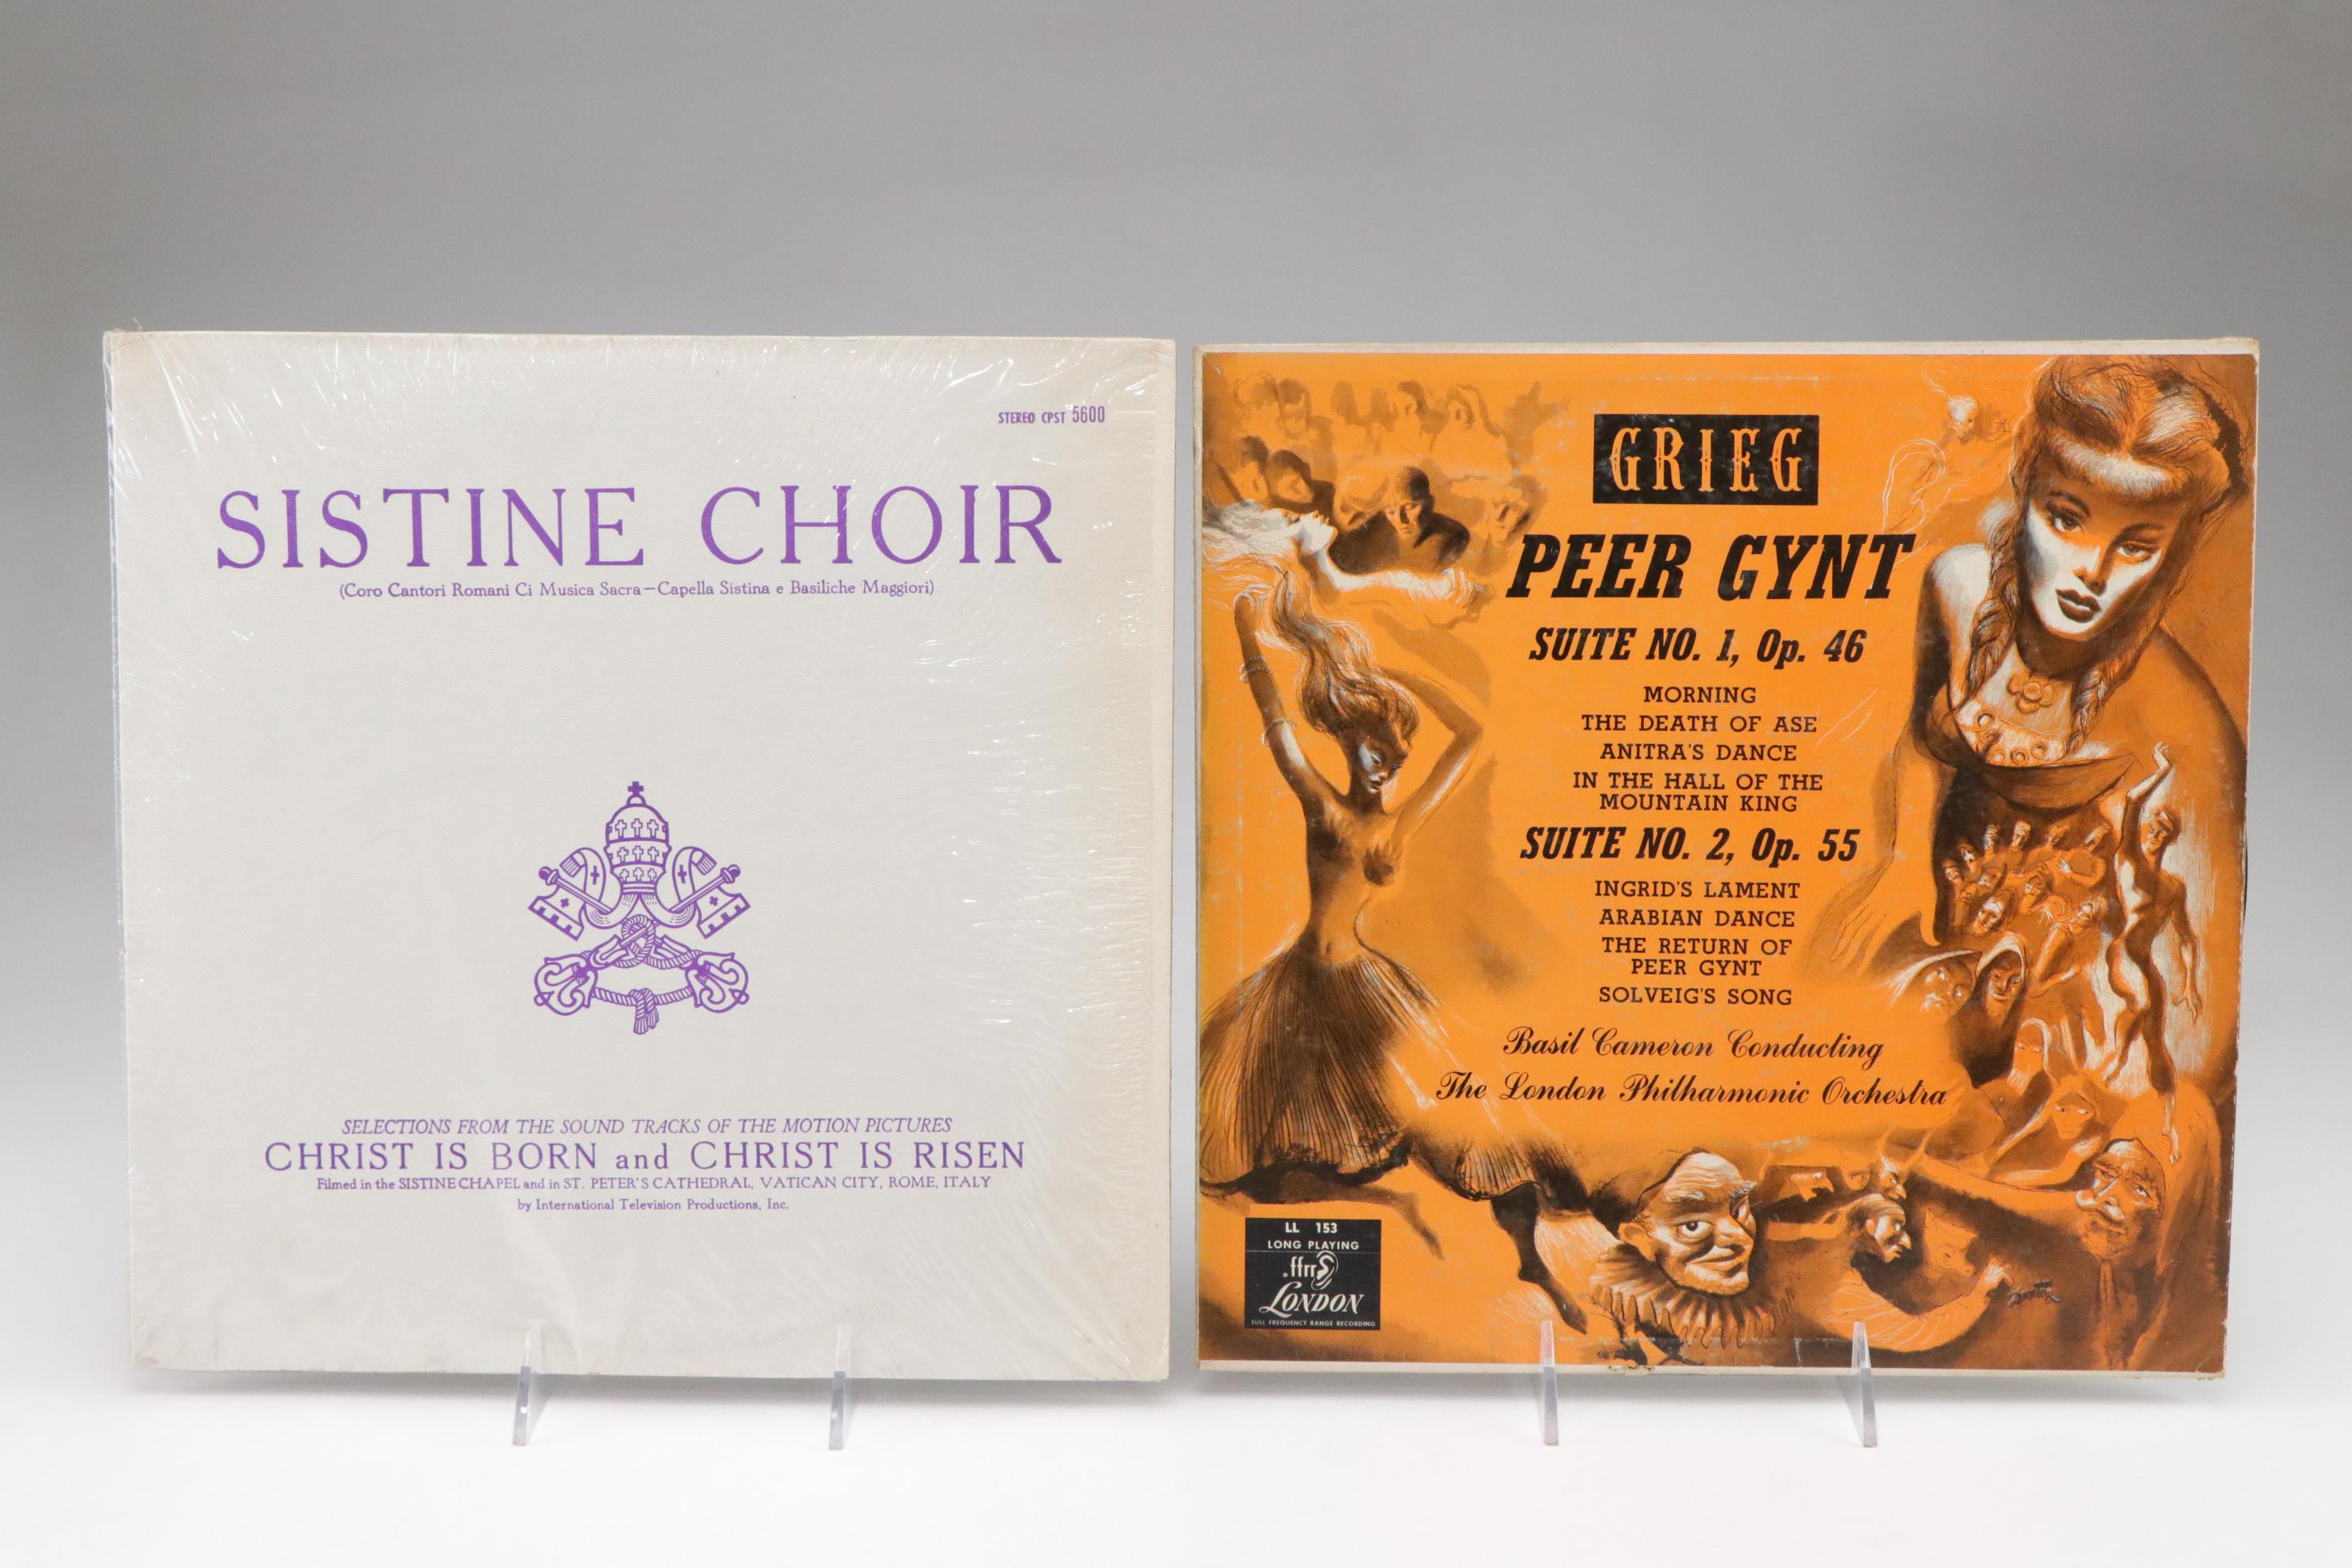 STEREO CPST 5600
SISTINE CHOIR
(Coro Cantori Romani Ci Musica Sacra—Capella Sistina e Basiliche Maggiori)
SELECTIONS FROM THE SOUND TRACKS OF THE MOTION PICTURES
CHRIST IS BORN and CHRIST IS RISEN
Filmed in the SISTINE CHAPEL and in ST. PETER'S CATHEDRAL, VATICAN CITY, ROME, ITALY
by International Television Productions, Inc.
GRIEG
PEER GYNT
SUITE NO. 1, Op. 46
MORNING
THE DEATH OF ASE
ANITRA'S DANCE
IN THE HALL OF THE
MOUNTAIN KING
SUITE NO. 2, Op. 55
INGRID'S LAMENT
ARABIAN DANCE
THE RETURN OF
PEER GYNT
SOLVEIG'S SONG
Basil Cameron Conducting
The London Philharmonic Orchestra
LL 153
LONG PLAYING
ffrr
LONDON
FULL FREQUENCY RANGE RECORDING